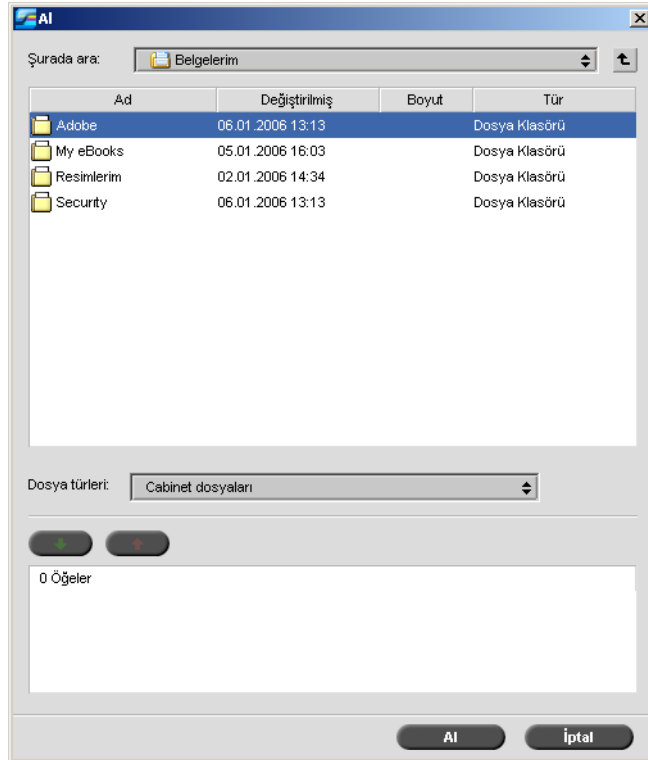 Al
Şurada ara: Belgelerim
Ad Değiştirilmiş Boyut Tür
Adobe 06.01.2006 13:13 Dosya Klasörü
My eBooks 05.01.2006 16:03 Dosya Klasörü
Resimlerim 02.01.2006 14:34 Dosya Klasörü
Security 06.01.2006 13:13 Dosya Klasörü
Dosya türleri: Cabinet dosyaları
0 Öğeler
Al İptal